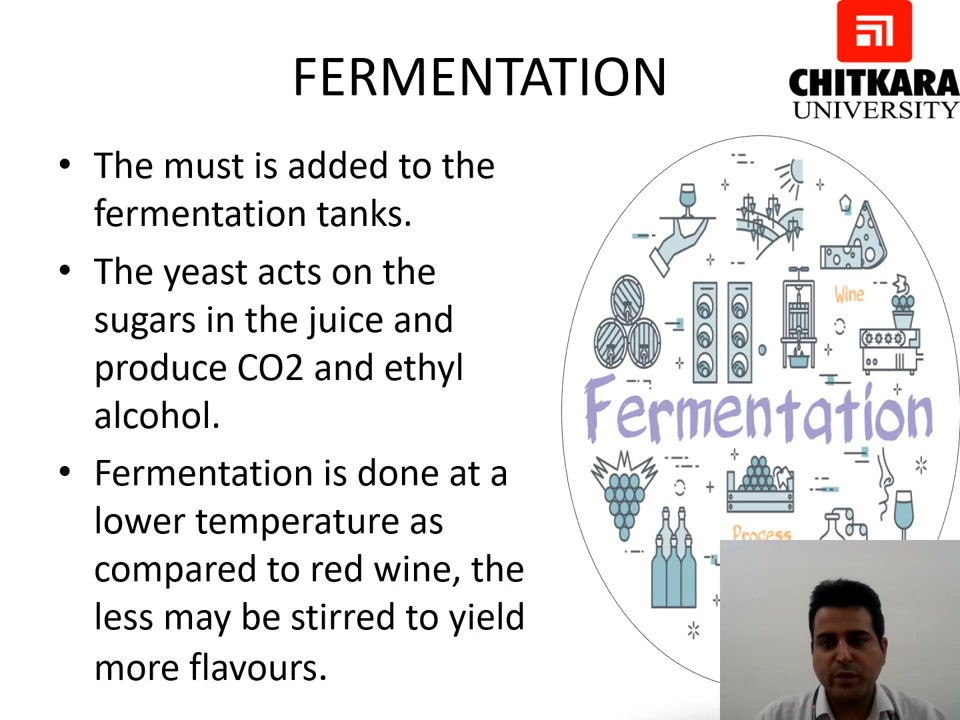 FERMENTATION
CHITKARA
UNIVERSITY
• The must is added to the
fermentation tanks.
• The yeast acts on the
sugars in the juice and
produce CO2 and ethyl
alcohol.
• Fermentation is done at a
lower temperature as
compared to red wine, the
less may be stirred to yield
more flavours.
Wine
Fermentation
Process